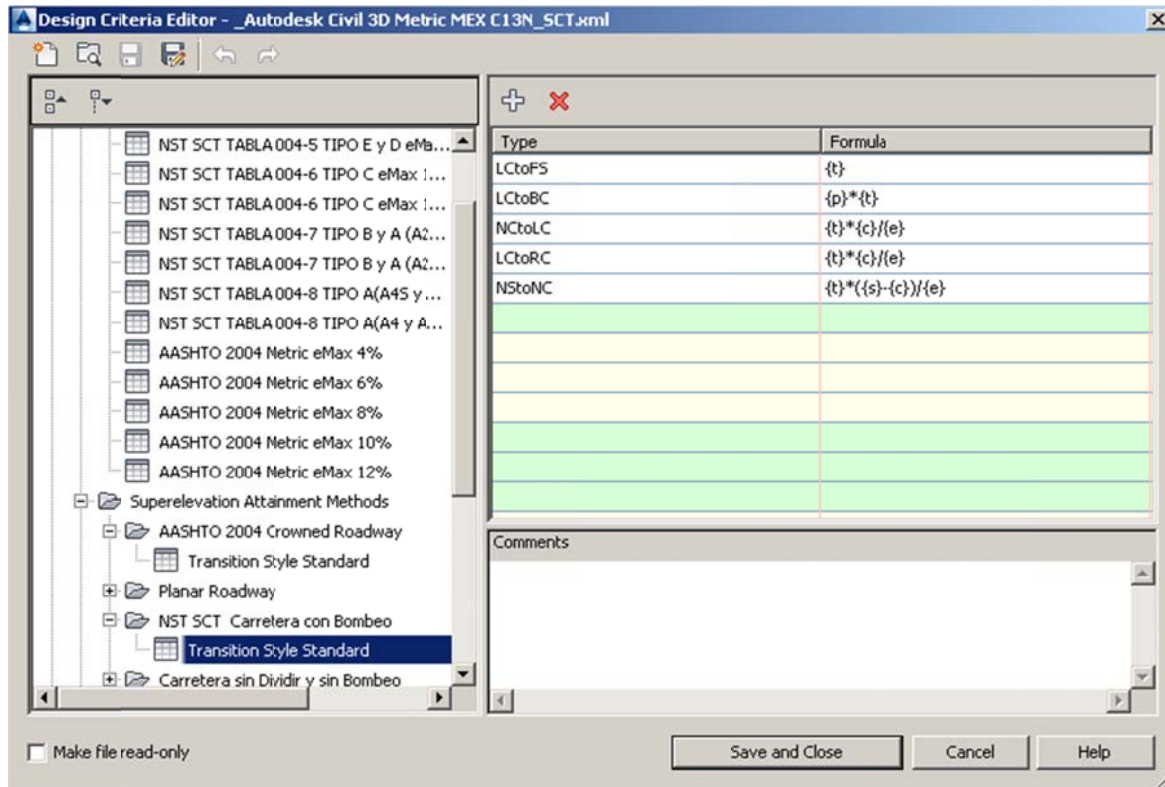 Design Criteria Editor - _Autodesk Civil 3D Metric MEX C13N_SCT.xml
NST SCT TABLA 004-5 TIPO E y D eMa...
NST SCT TABLA 004-6 TIPO C eMax 1...
NST SCT TABLA 004-6 TIPO C eMax 1...
NST SCT TABLA 004-7 TIPO B y A (A2...
NST SCT TABLA 004-7 TIPO B y A (A2...
NST SCT TABLA 004-8 TIPO A(A4S y ...
NST SCT TABLA 004-8 TIPO A(A4 y A...
AASHTO 2004 Metric eMax 4%
AASHTO 2004 Metric eMax 6%
AASHTO 2004 Metric eMax 8%
AASHTO 2004 Metric eMax 10%
AASHTO 2004 Metric eMax 12%
Superelevation Attainment Methods
AASHTO 2004 Crowned Roadway
Transition Style Standard
Planar Roadway
NST SCT Carretera con Bombeo
Transition Style Standard
Carretera sin Dividir y sin Bombeo
Type Formula
LCtoFS {t}
LCtoBC {p}*{t}
NCtoLC {t}*{c}/{e}
LCtoRC {t}*{c}/{e}
NStoNC {t}*({s}-{c})/{e}
Comments
Make file read-only
Save and Close
Cancel
Help